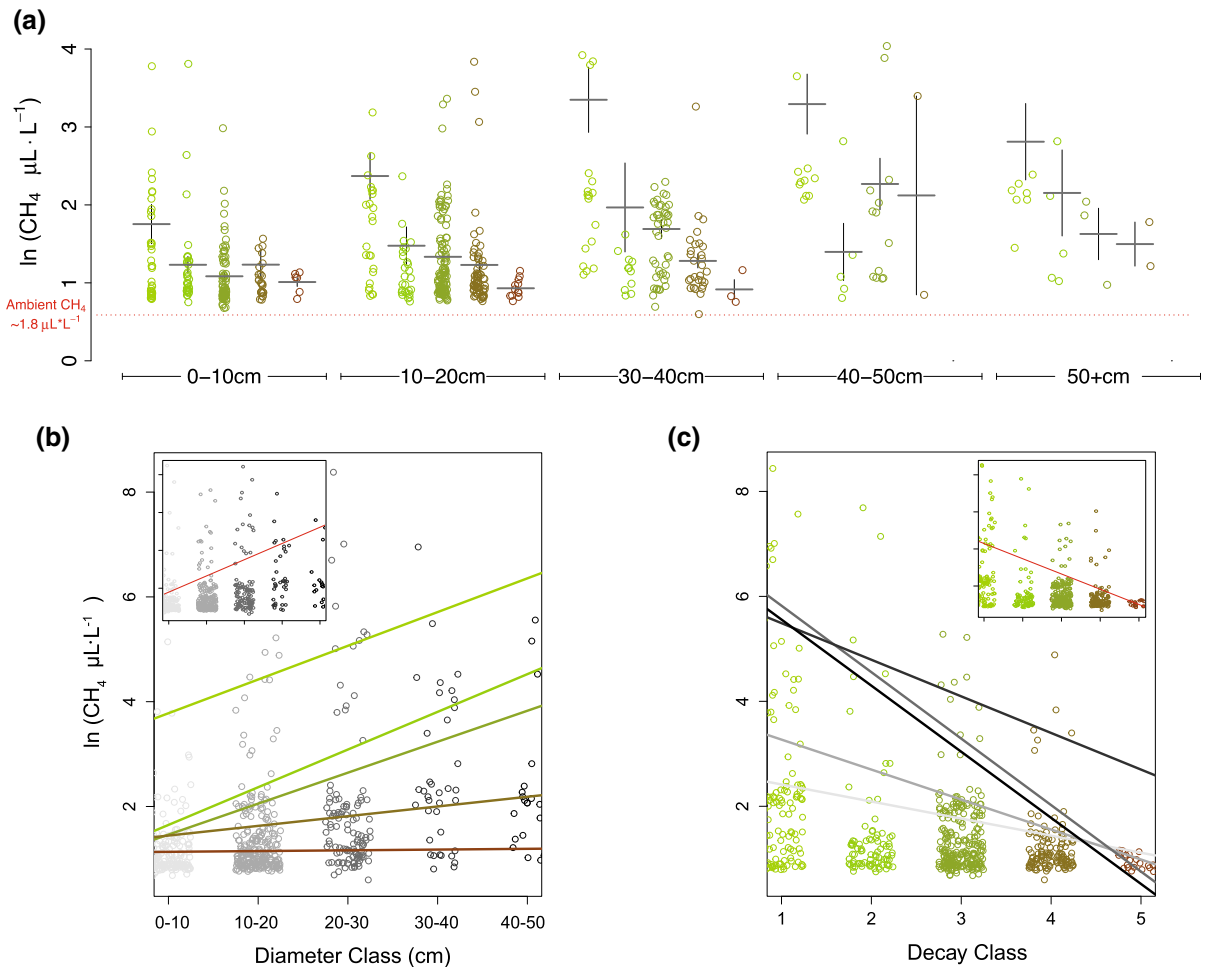 (a)
ln (CH₄ μL · L⁻¹)
4
3
2
1
0
Ambient CH₄
~1.8 μL*L⁻¹
0−10cm
10−20cm
30−40cm
40−50cm
50+cm
(b)
ln (CH₄ μL· L⁻¹)
8
6
4
2
0-10
10-20
20-30
30-40
40-50
Diameter Class (cm)
(c)
8
6
4
2
1
2
3
4
5
Decay Class